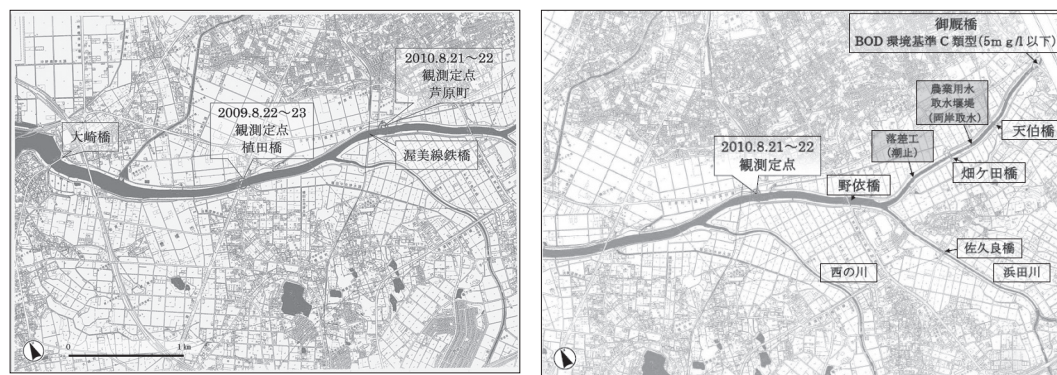 大崎橋
2009.8.22～23
観測定点
植田橋
2010.8.21～22
観測定点
芦原町
渥美線鉄橋
0
1km
御厩橋
BOD 環境基準 C 類型(5mg/l 以下)
農業用水
取水堰場
(両岸取水)
天伯橋
落差工
(潮止)
畑ケ田橋
2010.8.21～22
観測定点
野依橋
佐久良橋
西の川
浜田川